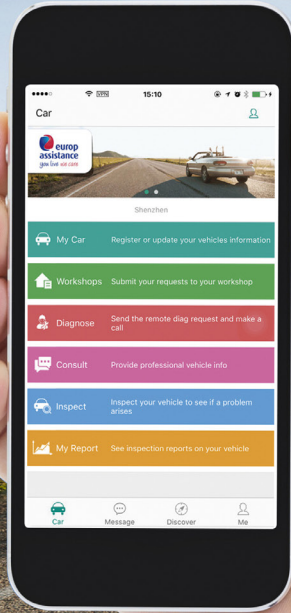 VPN
15:10
Car
europ
assistance
you live we care
Shenzhen
My Car
Register or update your vehicles information
Workshops
Submit your requests to your workshop
Diagnose
Send the remote diag request and make a
call
Consult
Provide professional vehicle info
Inspect
Inspect your vehicle to see if a problem
arises
My Report
See inspection reports on your vehicle
Car
Message
Discover
Me